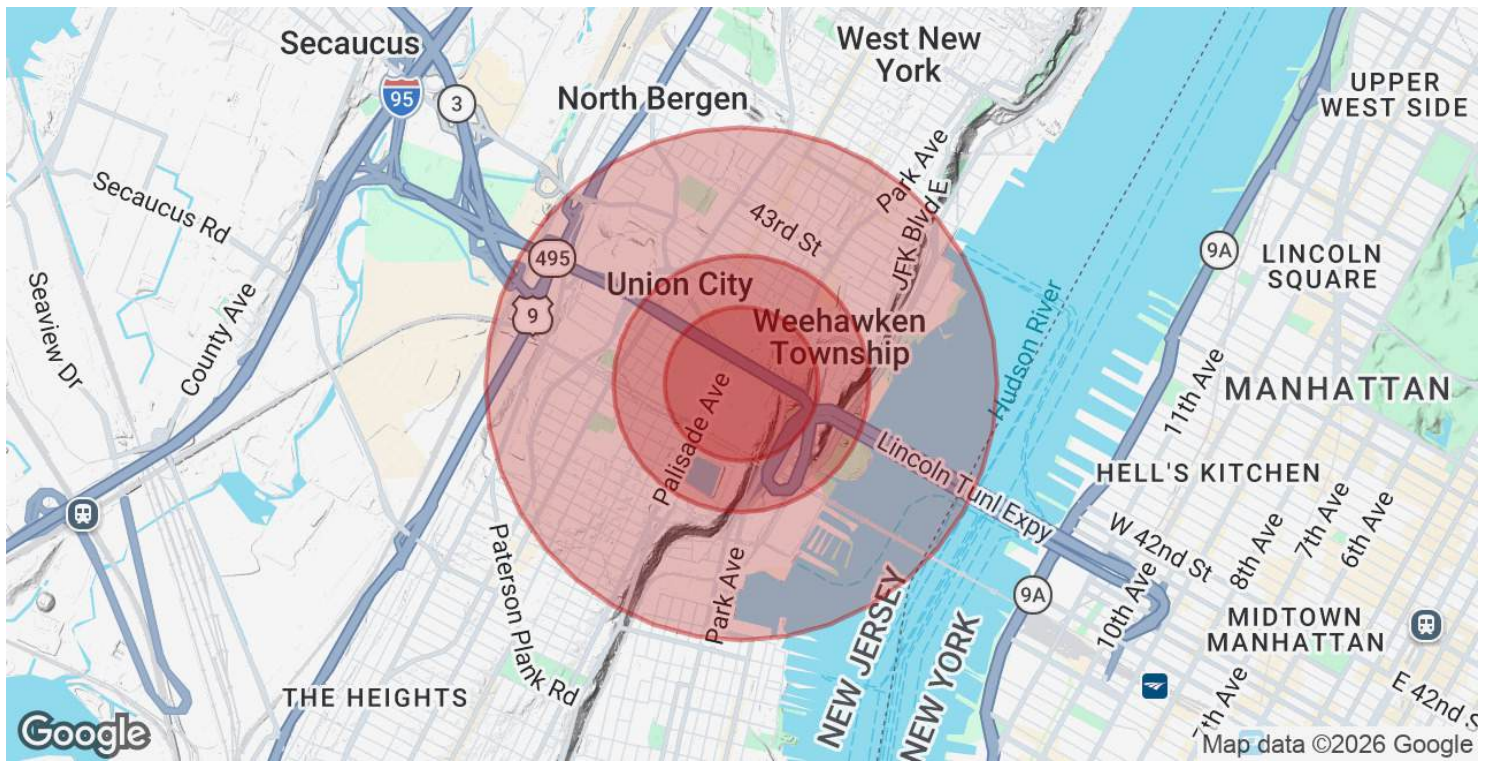 Secaucus
West New
York
UPPER
WEST SIDE
95
3
North Bergen
Park Ave
Secaucus Rd
43rd St
JFK Blvd E
9A
LINCOLN
SQUARE
495
Union City
Seaview Dr
County Ave
9
Weehawken
Township
Hudson River
11th Ave
MANHATTAN
Palisade Ave
Lincoln Tunl Expy
HELL'S KITCHEN
W 42nd St
8th Ave
7th Ave
6th Ave
Paterson Plank Rd
Park Ave
9A
10th Ave
MIDTOWN
MANHATTAN
NEW JERSEY
NEW YORK
THE HEIGHTS
7th Ave
E 42nd S
Google
Map data ©2026 Google